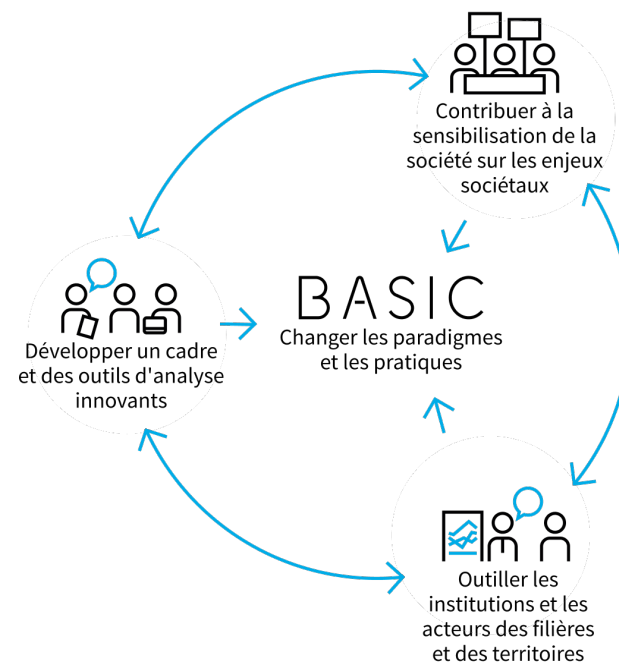 Contribuer à la
sensibilisation de la
société sur les enjeux
sociétaux
BASIC
Changer les paradigmes
et les pratiques
Développer un cadre
et des outils d'analyse
innovants
Outiller les
institutions et les
acteurs des filières
et des territoires